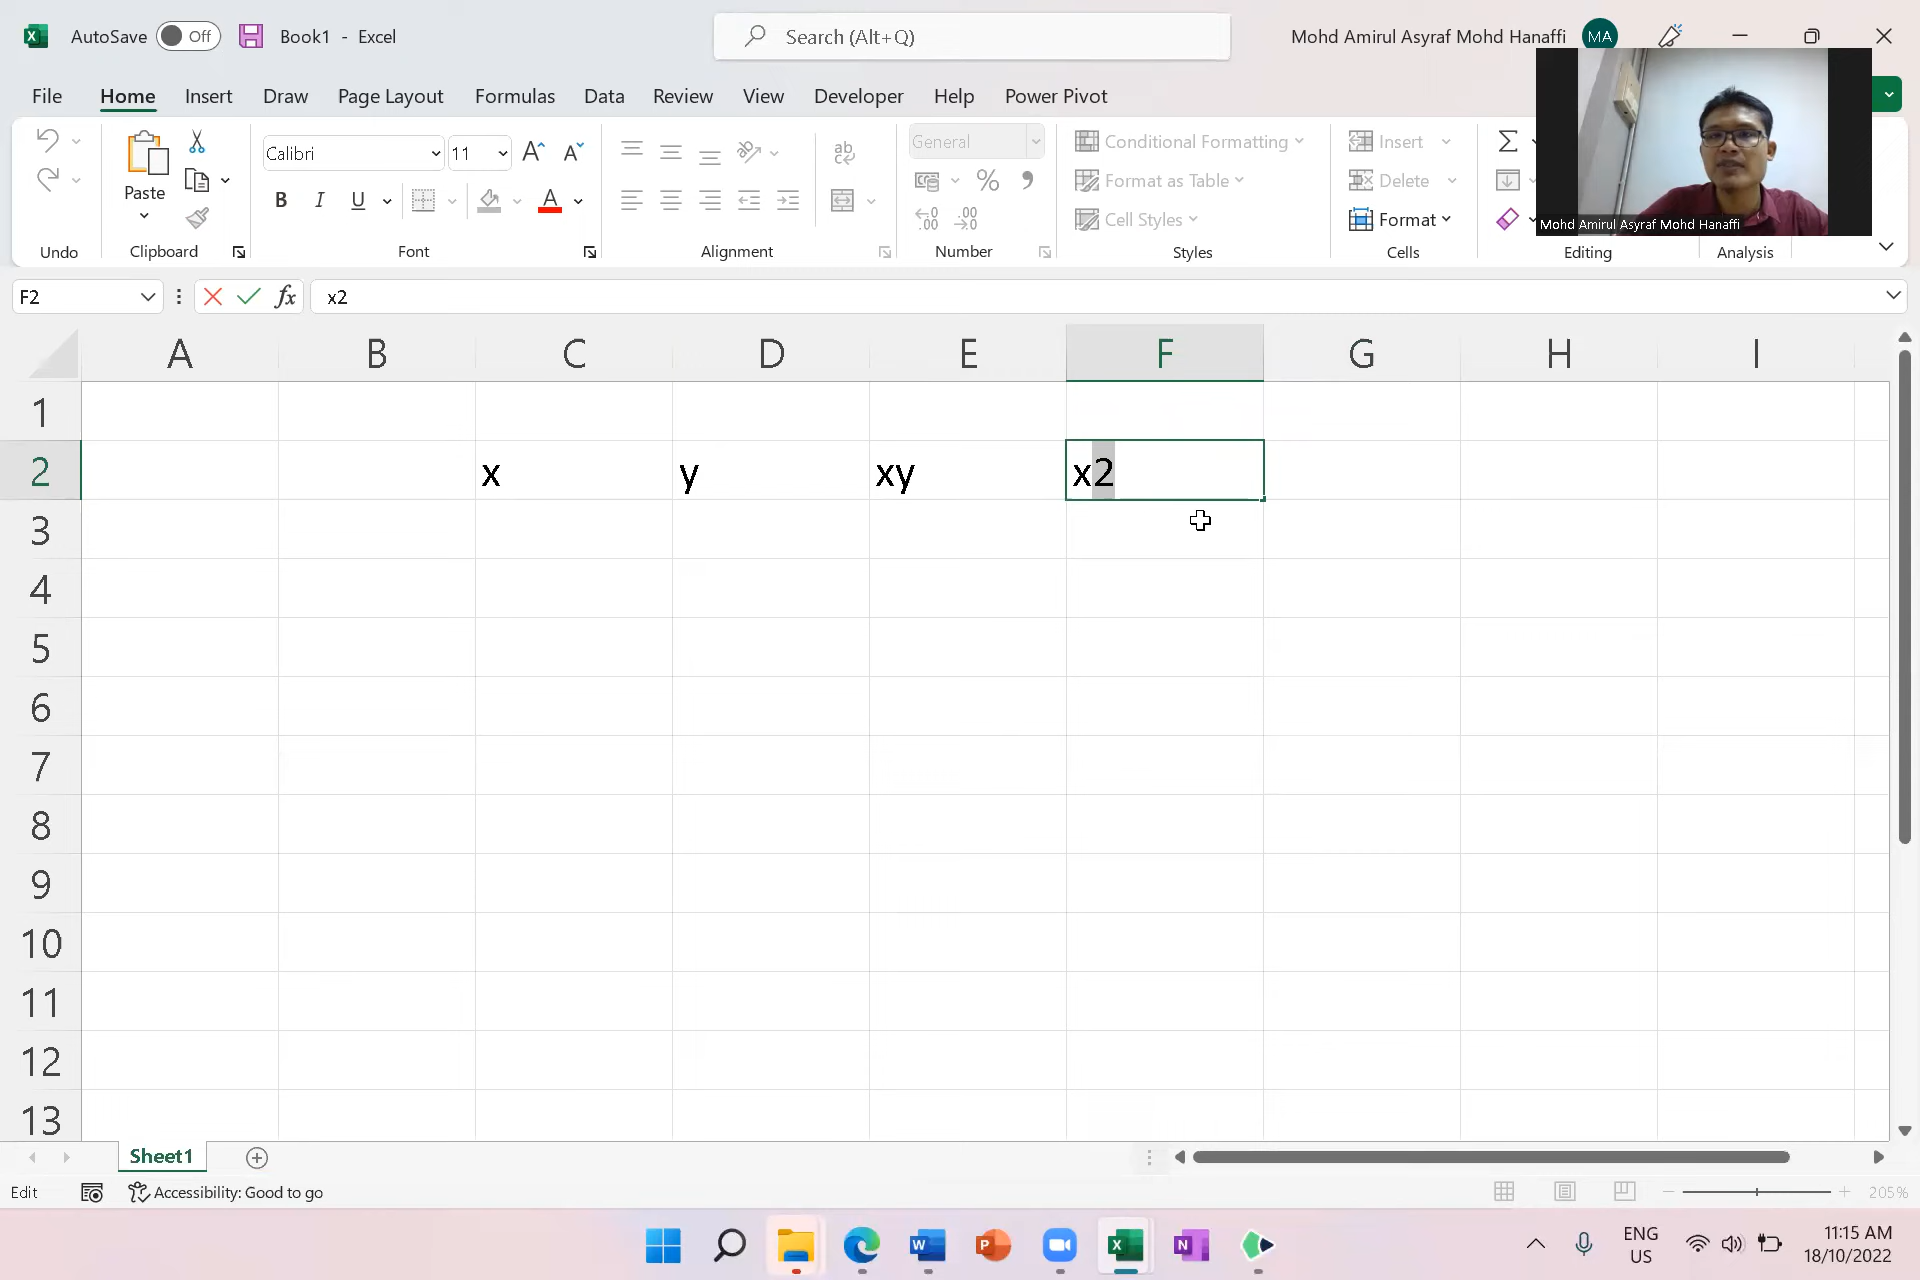 AutoSave Off Book1 - Excel Search (Alt+Q) Mohd Amirul Asyraf Mohd Hanaffi MA
File Home Insert Draw Page Layout Formulas Data Review View Developer Help Power Pivot
Paste
Calibri 11
B I U
General
% ,
Conditional Formatting
Format as Table
Cell Styles
Insert
Delete
Format
Mohd Amirul Asyraf Mohd Hanaffi
Undo Clipboard Font Alignment Number Styles Cells Editing Analysis
F2 fx x2
A B C D E F G H I
1
2 x y xy x2
3
4
5
6
7
8
9
10
11
12
13
Sheet1
Edit Accessibility: Good to go 205%
ENG
US
11:15 AM
18/10/2022